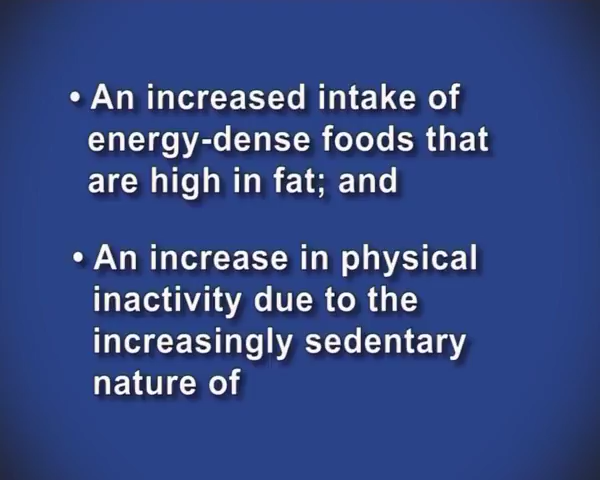 • An increased intake of
energy-dense foods that
are high in fat; and
• An increase in physical
inactivity due to the
increasingly sedentary
nature of